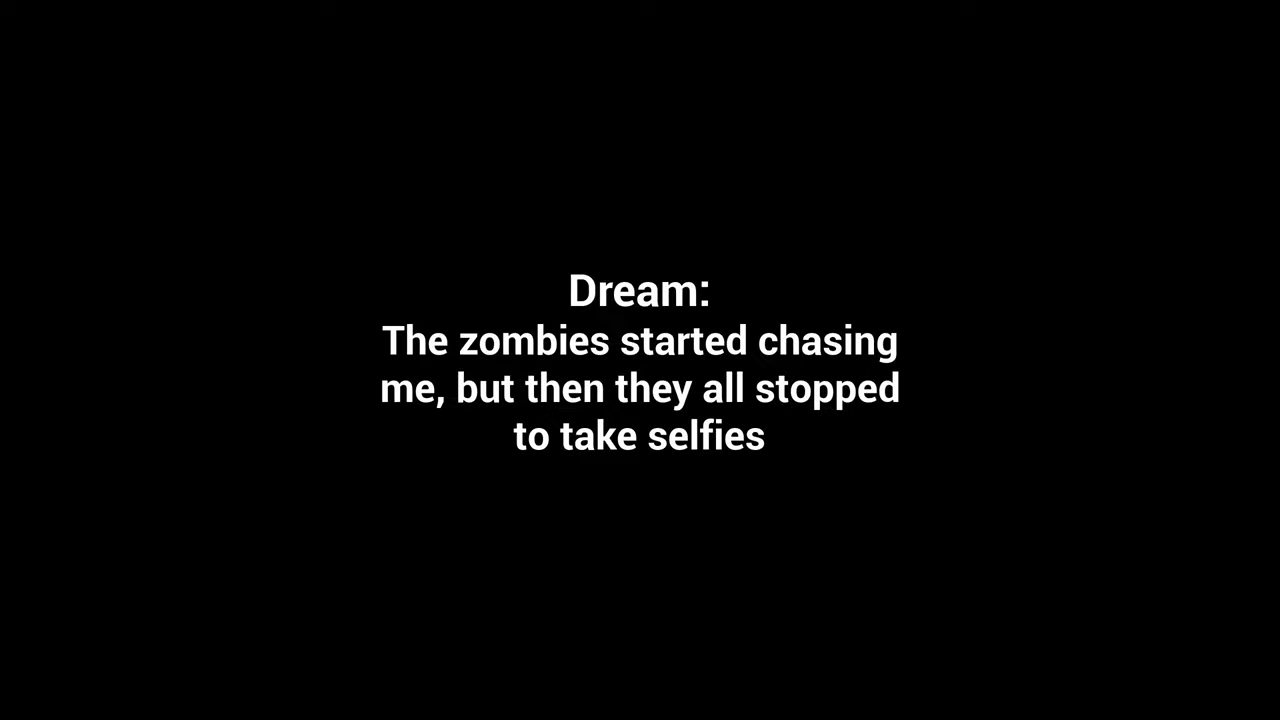 Dream:
The zombies started chasing
me, but then they all stopped
to take selfies